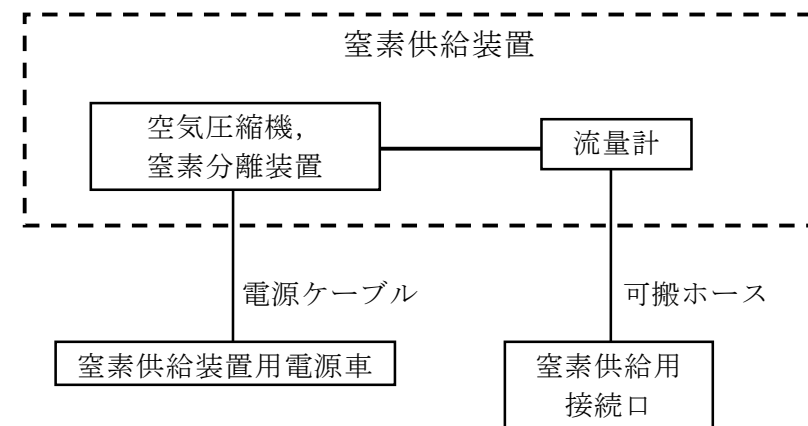 窒素供給装置
空気圧縮機,
窒素分離装置
流量計
電源ケーブル
可搬ホース
窒素供給装置用電源車
窒素供給用
接続口